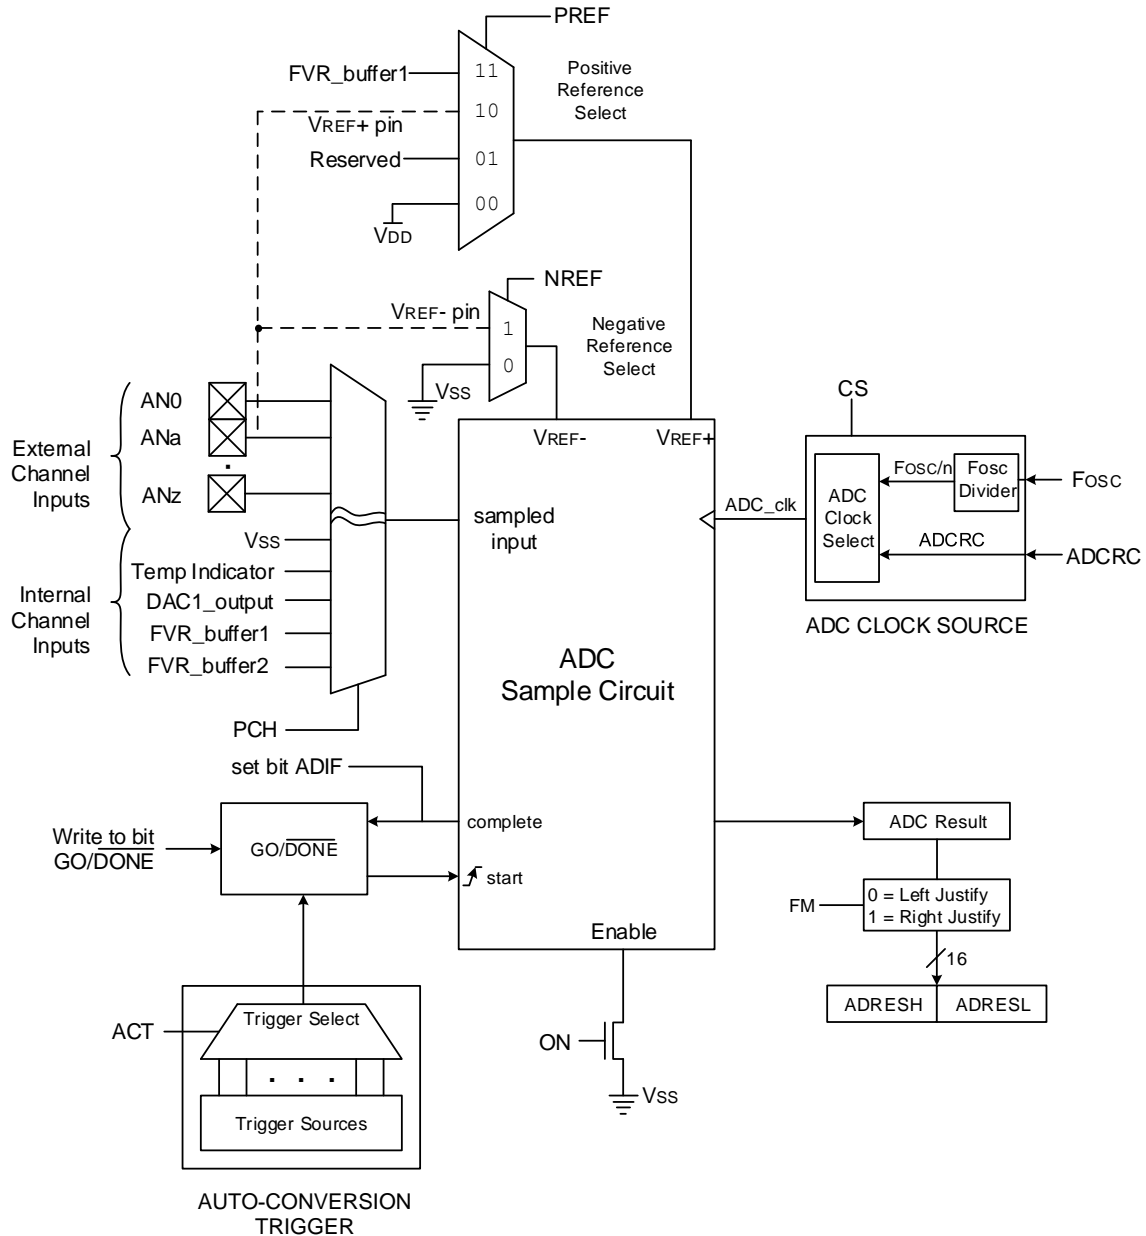 PREF
FVR_buffer1
11
Positive
Reference
Select
10
VREF+ pin
Reserved
01
00
VDD
NREF
VREF- pin
1
Negative
Reference
Select
0
VSS
External
Channel
Inputs
AN0
ANa
ANz
VREF-
VREF+
CS
ADC
Clock
Select
FOSC/n
Fosc
Divider
FOSC
ADCRC
ADCRC
ADC CLOCK SOURCE
ADC_clk
sampled
input
Internal
Channel
Inputs
VSS
Temp Indicator
DAC1_output
FVR_buffer1
FVR_buffer2
PCH
ADC
Sample Circuit
set bit ADIF
Write to bit
GO/DONE
GO/DONE
complete
start
Enable
ADC Result
FM
0 = Left Justify
1 = Right Justify
16
ADRESH
ADRESL
ACT
Trigger Select
. . .
Trigger Sources
AUTO-CONVERSION
TRIGGER
ON
VSS